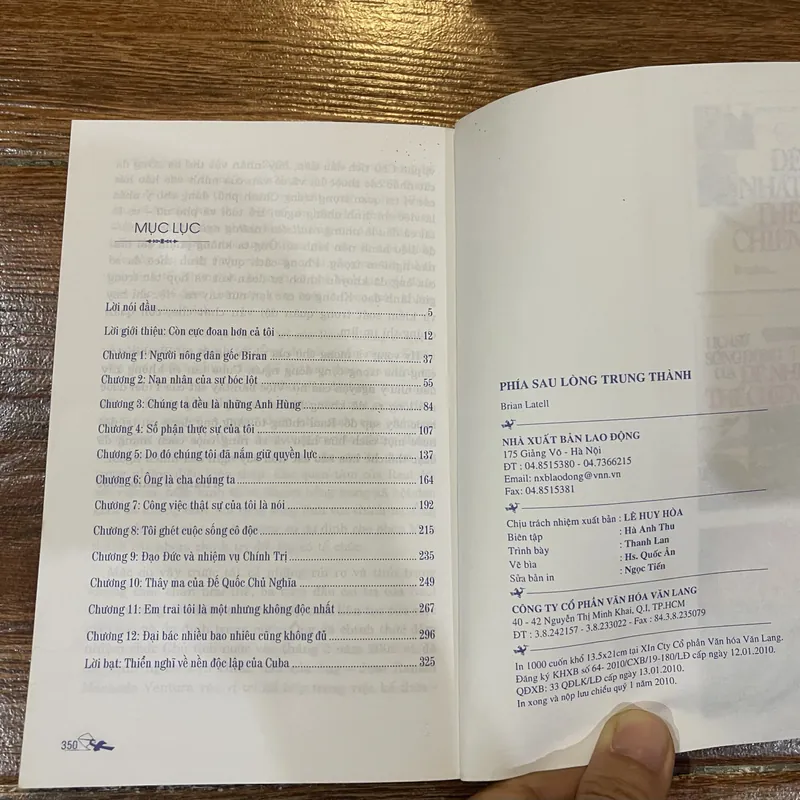 MỤC LỤC
Lời nói đầu 5
Lời giới thiệu: Còn cực đoan hơn cả tôi 12
Chương 1: Người nông dân gốc Biran 37
Chương 2: Nạn nhân của sự bóc lột 55
Chương 3: Chúng ta đều là những Anh Hùng 84
Chương 4: Số phận thực sự của tôi 107
Chương 5: Do đó chúng tôi đã nắm giữ quyền lực 137
Chương 6: Ông là cha chúng ta 164
Chương 7: Công việc thật sự của tôi là nói 192
Chương 8: Tôi ghét cuộc sống cô độc 215
Chương 9: Đạo Đức và nhiệm vụ Chính Trị 235
Chương 10: Thây ma của Đế Quốc Chủ Nghĩa 249
Chương 11: Em trai tôi là một nhưng không độc nhất 267
Chương 12: Đại bác nhiều bao nhiêu cũng không đủ 296
Lời bạt: Thiển nghĩ về nền độc lập của Cuba 325
350
PHÍA SAU LÒNG TRUNG THÀNH
Brian Latell
NHÀ XUẤT BẢN LAO ĐỘNG
175 Giảng Võ - Hà Nội
ĐT : 04.8515380 - 04.7366215
Email: nxblaodong@vnn.vn
Fax: 04.8515381
Chịu trách nhiệm xuất bản : LÊ HUY HÒA
Biên tập : Hà Anh Thu
Trình bày : Thanh Lan
Vẽ bìa : Hs. Quốc Ân
Sửa bản in : Ngọc Tiến
CÔNG TY CỔ PHẦN VĂN HÓA VĂN LANG
40 - 42 Nguyễn Thị Minh Khai, Q.1, TP.HCM
ĐT : 3.8.242157 - 3.8.233022 - Fax: 84.3.8.235079
In 1000 cuốn khổ 13.5x21cm tại XIn Cty Cổ phần Văn hóa Văn Lang.
Đăng ký KHXB số 64- 2010/CXB/19-180/LĐ cấp ngày 12.01.2010.
QĐXB: 33 QĐLK/LĐ cấp ngày 13.01.2010.
In xong và nộp lưu chiểu quý 1 năm 2010.